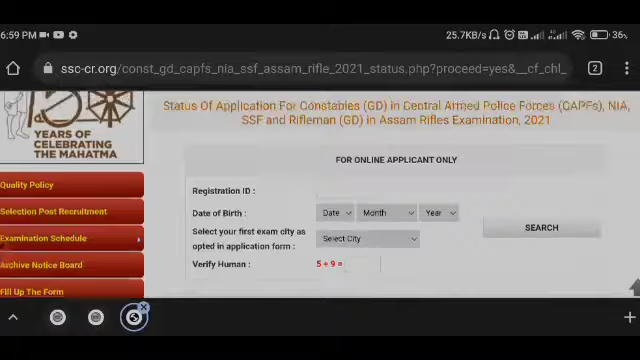 6:59 PM
25.7KB/s
36%
ssc-cr.org/const_gd_capfs_nia_ssf_assam_rifle_2021_status.php?proceed=yes&__cf_chl_
2
YEARS OF
CELEBRATING
THE MAHATMA
Quality Policy
Selection Post Recruitment
Examination Schedule
Archive Notice Board
Fill Up The Form
Status Of Application For Constables (GD) in Central Armed Police Forces (CAPFs), NIA,
SSF and Rifleman (GD) in Assam Rifles Examination, 2021
FOR ONLINE APPLICANT ONLY
Registration ID :
Date of Birth : Date Month Year
Select your first exam city as
opted in application form : Select City
SEARCH
Verify Human : 5 + 9 =